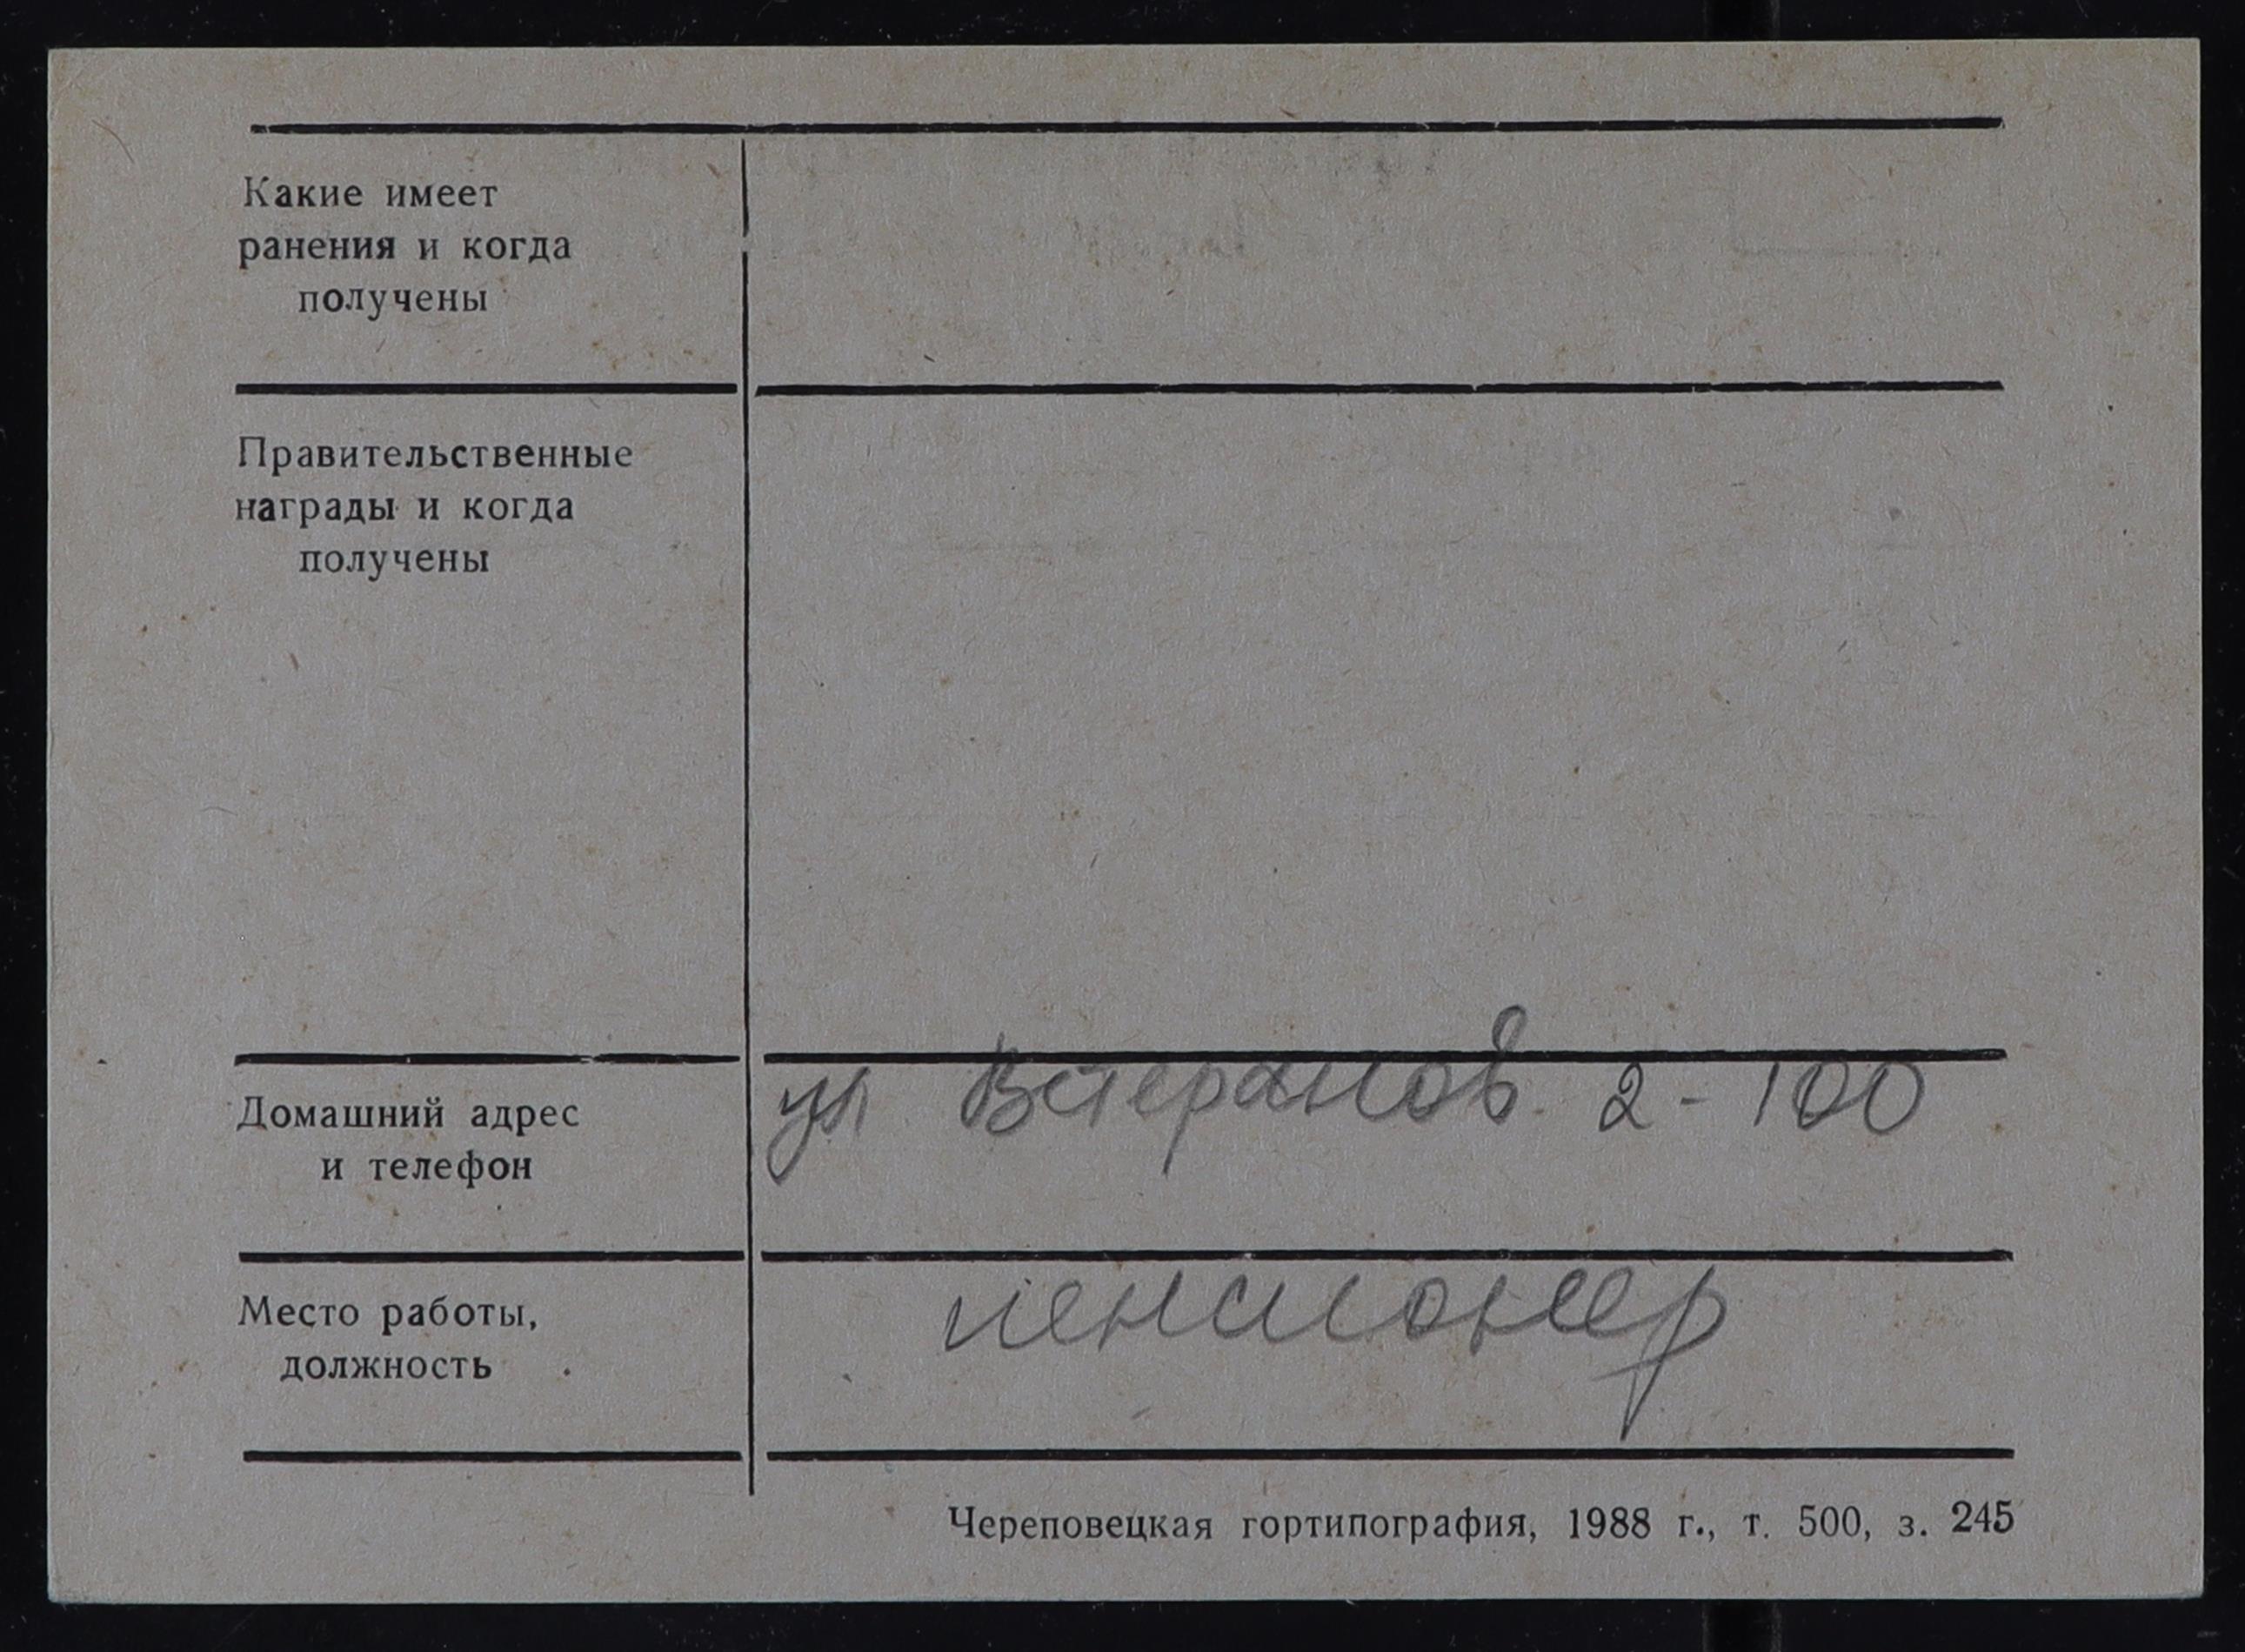 Какие имеет
ранения и когда
получены
Правительственные
награды и когда
получены
Домашний адрес
и телефон
ул Ветеранов 2 - 100
Место работы,
должность
пенсионер
Череповецкая гортипография, 1988 г., т. 500, з. 245